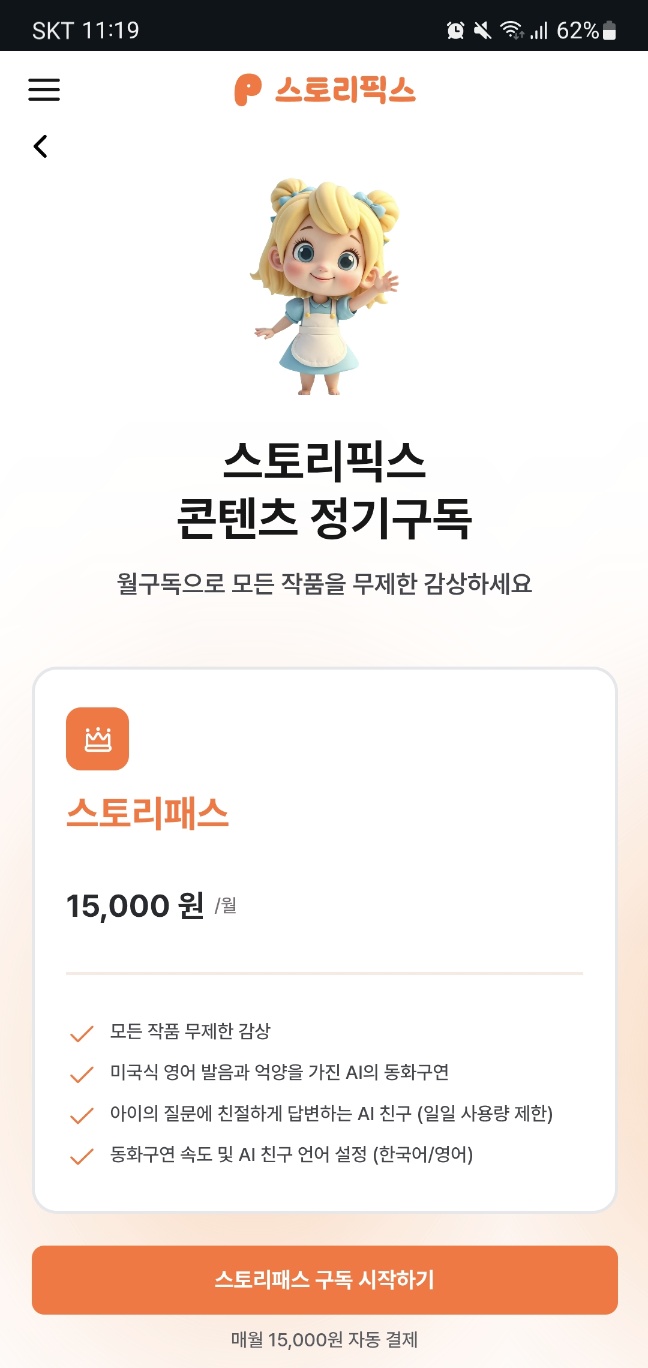 SKT 11:19 62%
스토리픽스
스토리픽스
콘텐츠 정기구독
월구독으로 모든 작품을 무제한 감상하세요
스토리패스
15,000 원 /월
모든 작품 무제한 감상
미국식 영어 발음과 억양을 가진 AI의 동화구연
아이의 질문에 친절하게 답변하는 AI 친구 (일일 사용량 제한)
동화구연 속도 및 AI 친구 언어 설정 (한국어/영어)
스토리패스 구독 시작하기
매월 15,000원 자동 결제